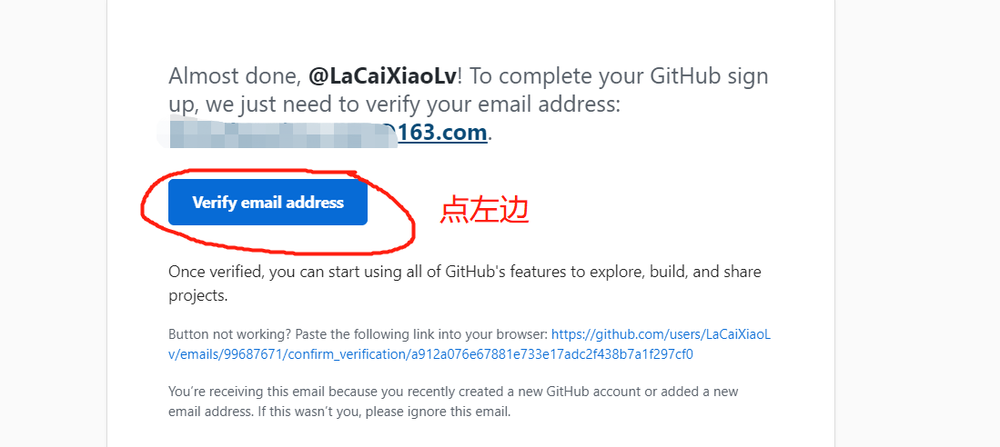 Almost done, @LaCaiXiaoLv! To complete your GitHub sign
up, we just need to verify your email address:
@163.com.
Verify email address
点左边
Once verified, you can start using all of GitHub's features to explore, build, and share
projects.
Button not working? Paste the following link into your browser: https://github.com/users/LaCaiXiaoL
v/emails/99687671/confirm_verification/a912a076e67881e733e17adc2f438b7a1f297cf0
You’re receiving this email because you recently created a new GitHub account or added a new
email address. If this wasn’t you, please ignore this email.